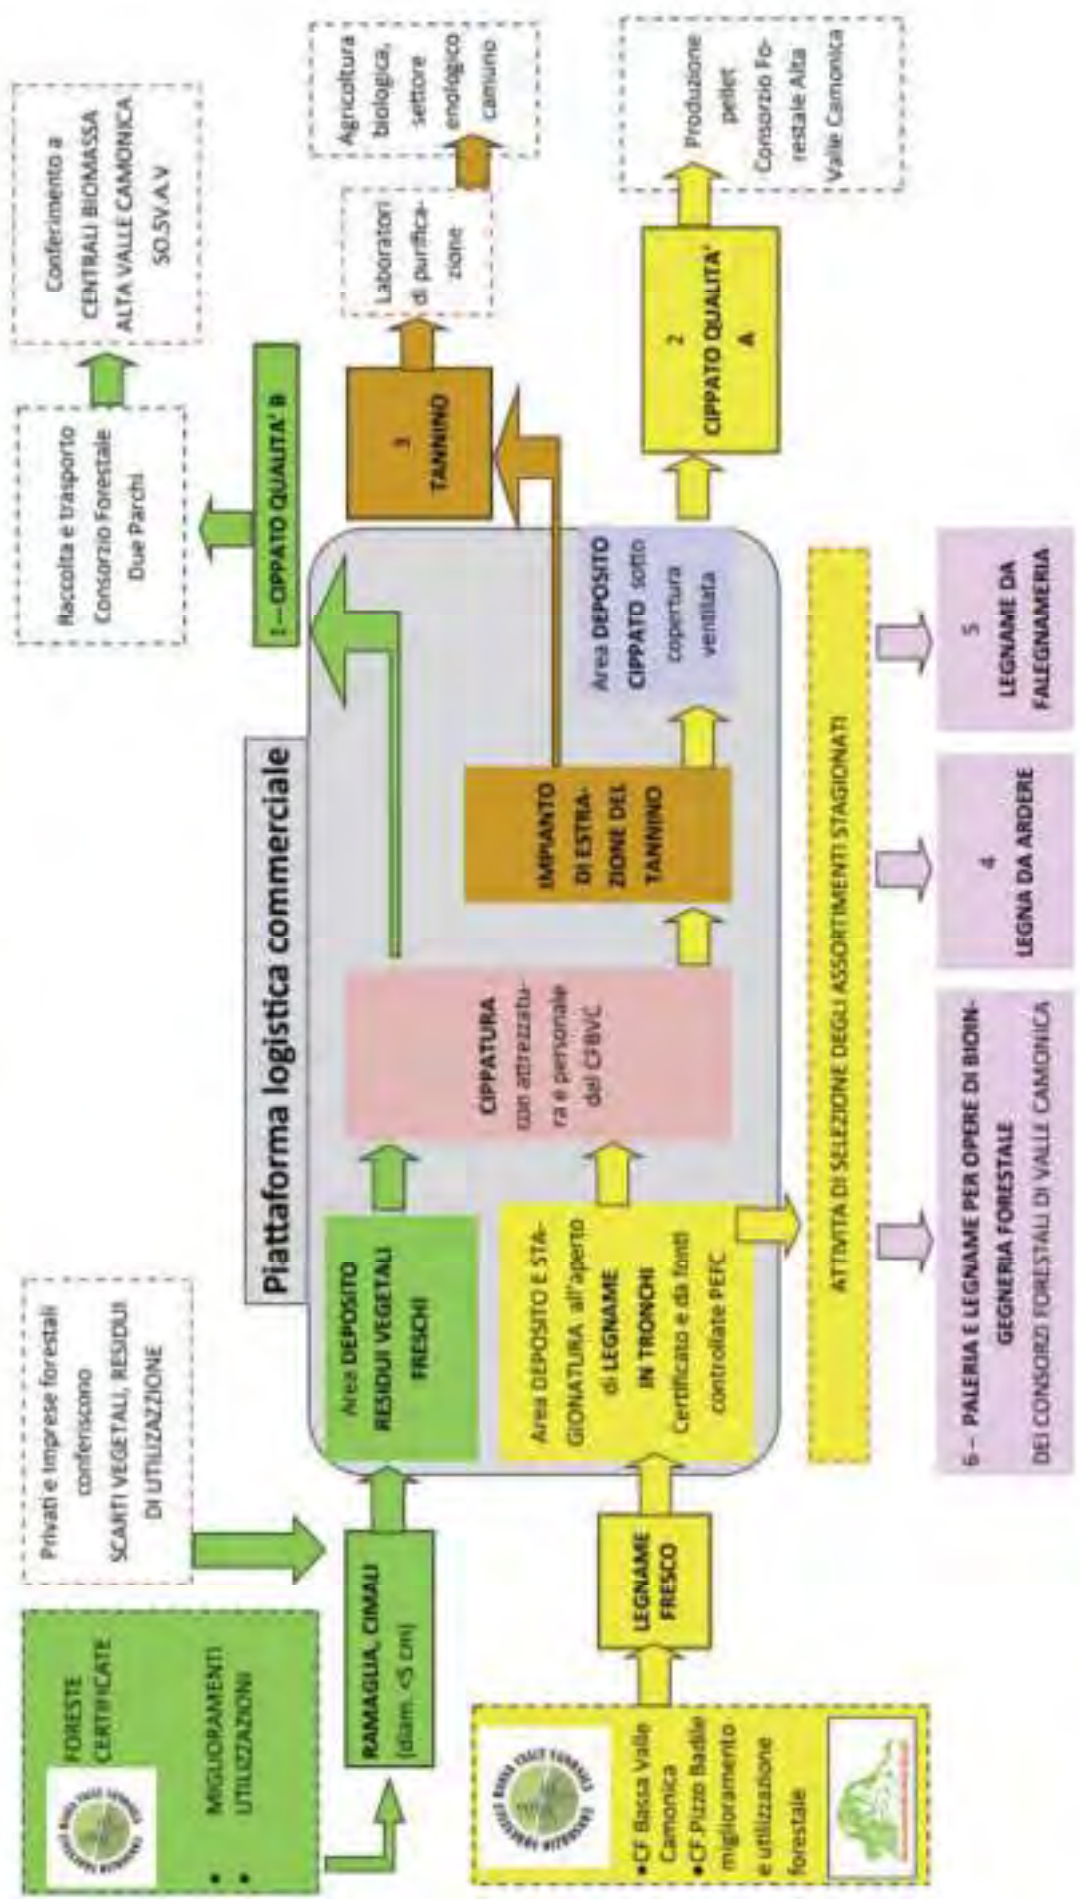 FORESTE
CERTIFICATE
• MIGLIORAMENTI
• UTILIZZAZIONI
Privati e Imprese forestali
conferiscono
SCARTI VEGETALI, RESIDUI
DI UTILIZAZZIONE
RAMAGLIA, CIMALI
(diam. <5 cm)
CONSORZIO FORESTALE BASSA VALLE CAMONICA
•CF Bassa Valle
Camonica
•CF Pizzo Badile
miglioramento
e utilizzazione
forestale
LEGNAME
FRESCO
Piattaforma logistica commerciale
Area DEPOSITO
RESIDUI VEGETALI
FRESCHI
Area DEPOSITO E STA-
GIONATURA all'aperto
di LEGNAME
IN TRONCHI
Certificato e da fonti
controllate PEFC
CIPPATURA
con attrezzatu-
ra e personale
del CFBVC
IMPIANTO
DI ESTRA-
ZIONE DEL
TANNINO
Area DEPOSITO
CIPPATO sotto
copertura
ventilata
CIPPATO QUALITA' B
Raccolta e trasporto
Consorzio Forestale
Due Parchi
Conferimento a
CENTRALI BIOMASSA
ALTA VALLE CAMONICA
SO.SV.A.V
3
TANNINO
Laboratori
di purifica-
zione
Agricoltura
biologica,
settore
enologico
camuno
2
CIPPATO QUALITA'
A
Produzione
pellet
Consorzio Fo-
restale Alta
Valle Camonica
ATTIVITA DI SELEZIONE DEGLI ASSORTIMENTI STAGIONATI
6 – PALERIA E LEGNAME PER OPERE DI BIOIN-
GEGNERIA FORESTALE
DEI CONSORZI FORESTALI DI VALLE CAMONICA
4
LEGNA DA ARDERE
5
LEGNAME DA
FALEGNAMERIA